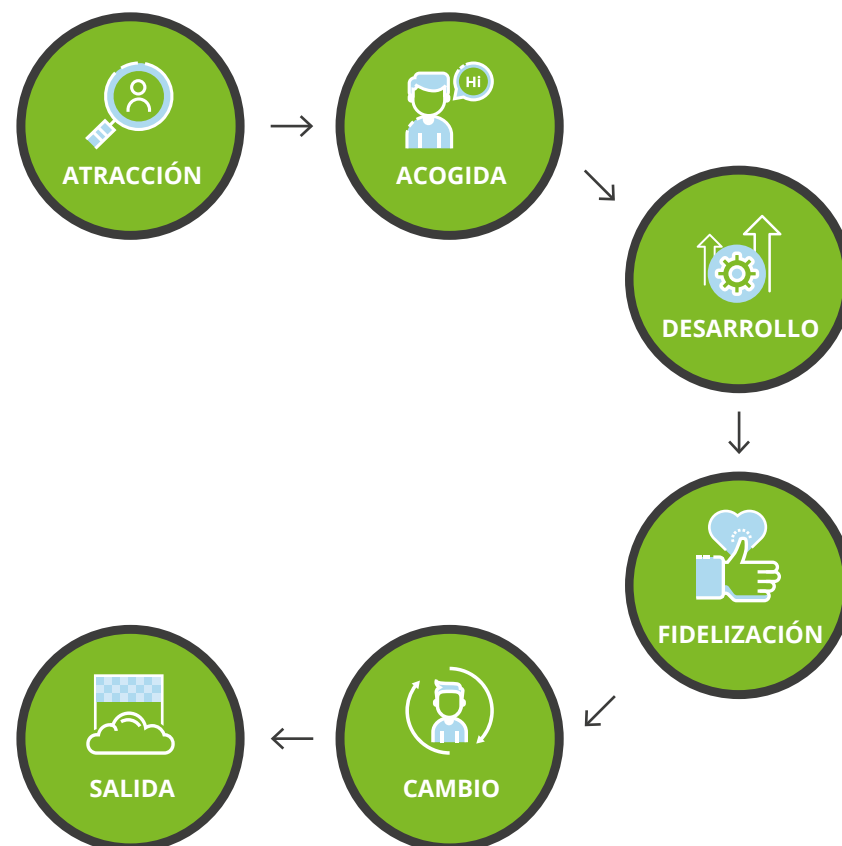 ATRACCIÓN
Hi
ACOGIDA
DESARROLLO
FIDELIZACIÓN
CAMBIO
SALIDA